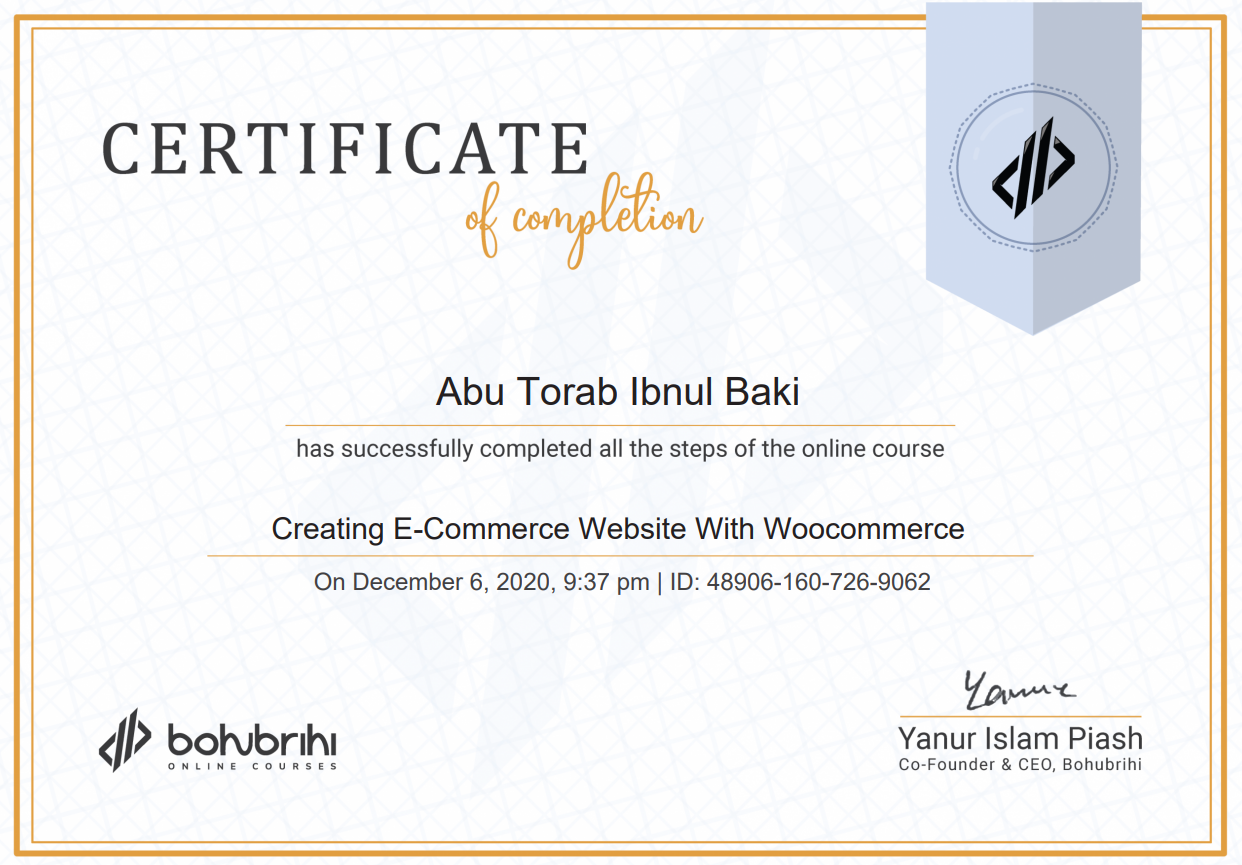 CERTIFICATE
of completion
Abu Torab Ibnul Baki
has successfully completed all the steps of the online course
Creating E-Commerce Website With Woocommerce
On December 6, 2020, 9:37 pm | ID: 48906-160-726-9062
bohubrihi
ONLINE COURSES
Yanur
Yanur Islam Piash
Co-Founder & CEO, Bohubrihi